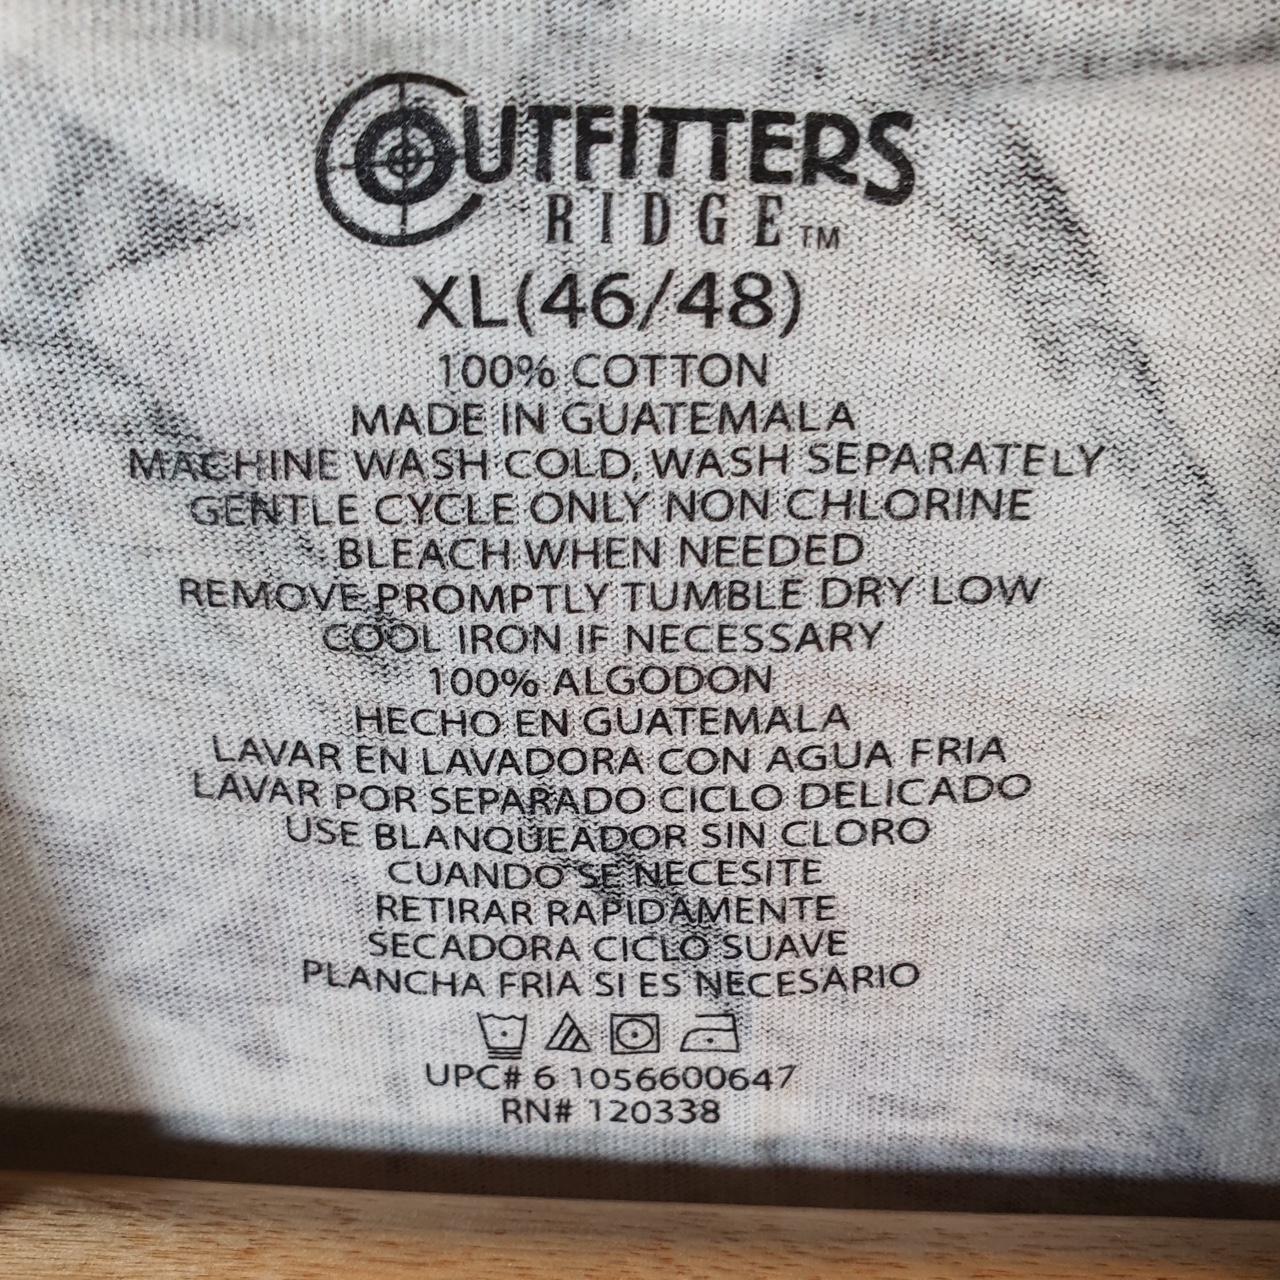 OUTFITTERS
RIDGE™
XL(46/48)
100% COTTON
MADE IN GUATEMALA
MACHINE WASH COLD, WASH SEPARATELY
GENTLE CYCLE ONLY NON CHLORINE
BLEACH WHEN NEEDED
REMOVE PROMPTLY TUMBLE DRY LOW
COOL IRON IF NECESSARY
100% ALGODON
HECHO EN GUATEMALA
LAVAR EN LAVADORA CON AGUA FRIA
LAVAR POR SEPARADO CICLO DELICADO
USE BLANQUEADOR SIN CLORO
CUANDO SE NECESITE
RETIRAR RAPIDAMENTE
SECADORA CICLO SUAVE
PLANCHA FRIA SI ES NECESARIO
UPC# 6 1056600647
RN# 120338